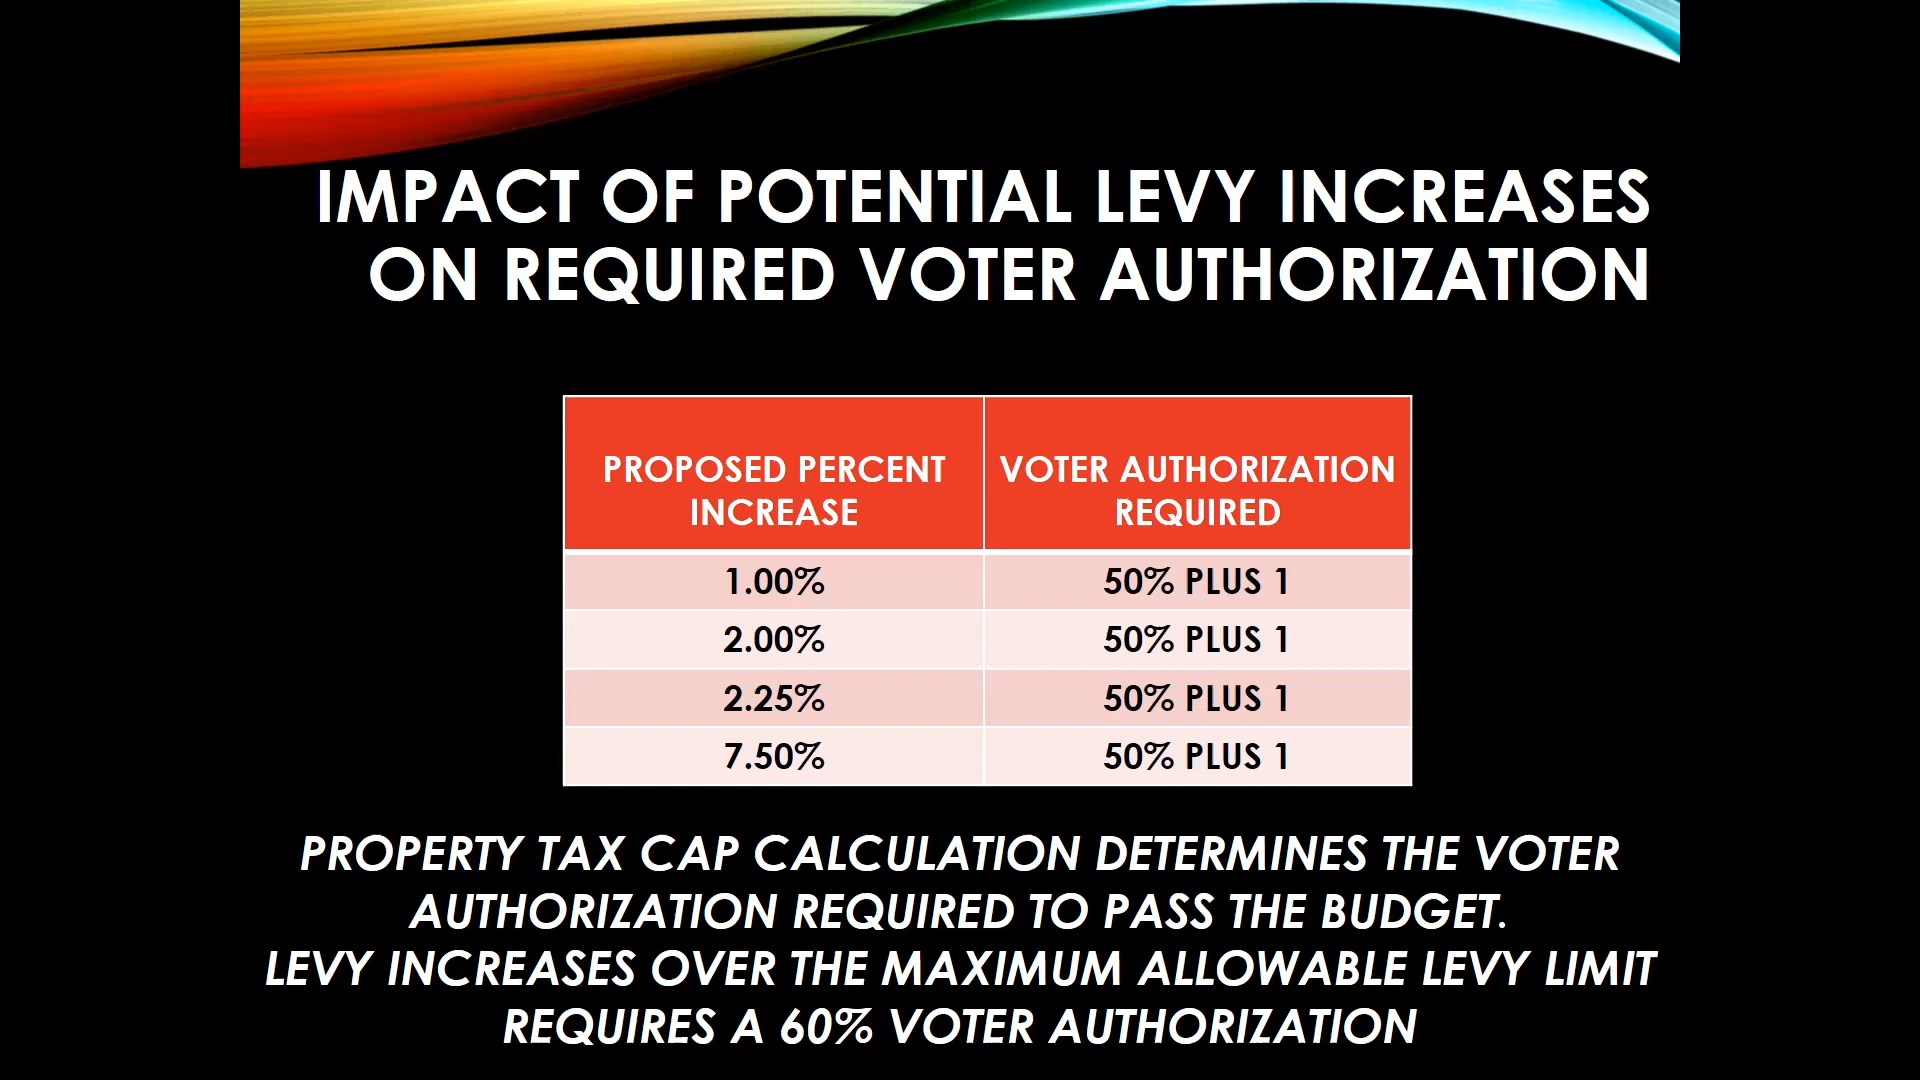 IMPACT OF POTENTIAL LEVY INCREASES
ON REQUIRED VOTER AUTHORIZATION
PROPOSED PERCENT
INCREASE
VOTER AUTHORIZATION
REQUIRED
1.00% 50% PLUS 1
2.00% 50% PLUS 1
2.25% 50% PLUS 1
7.50% 50% PLUS 1
PROPERTY TAX CAP CALCULATION DETERMINES THE VOTER
AUTHORIZATION REQUIRED TO PASS THE BUDGET.
LEVY INCREASES OVER THE MAXIMUM ALLOWABLE LEVY LIMIT
REQUIRES A 60% VOTER AUTHORIZATION